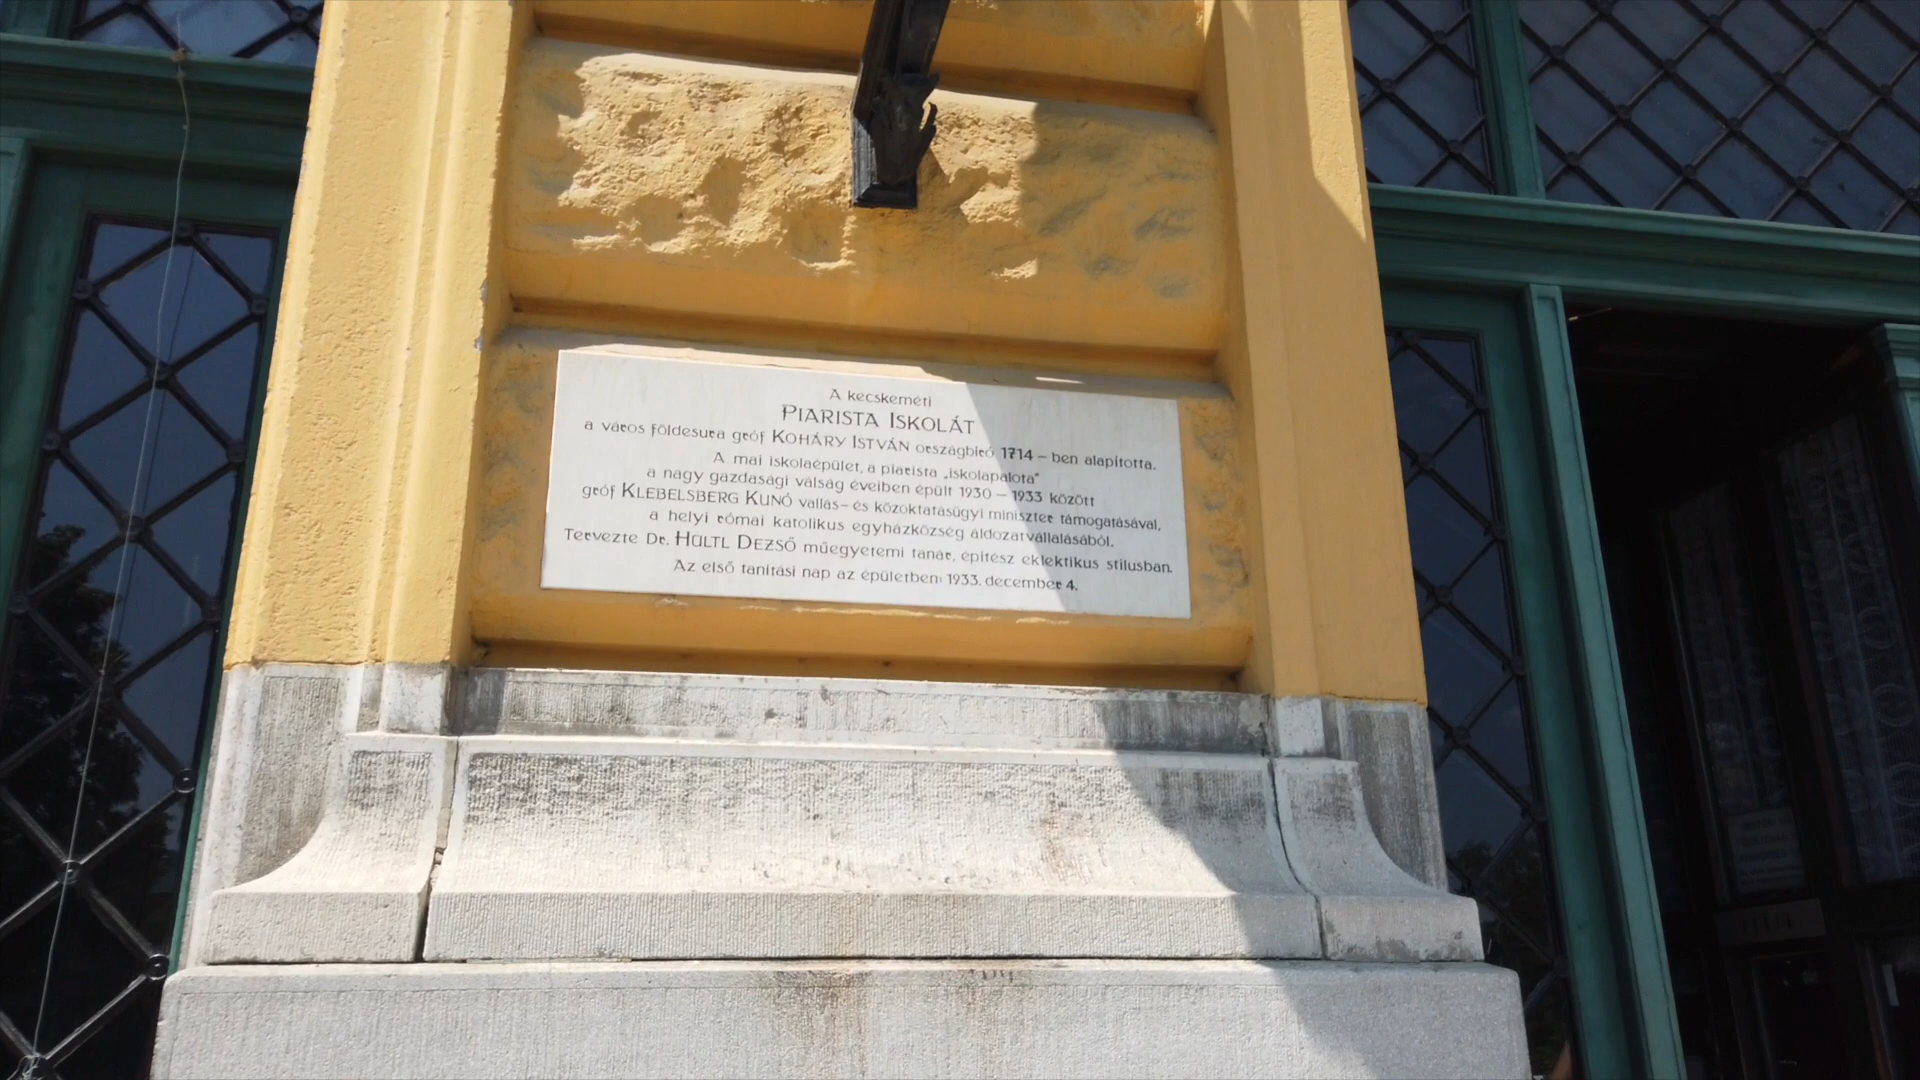 A kecskeméti
PIARISTA ISKOLÁT
a város földesura gróf KOHÁRY ISTVÁN országbíró 1714 – ben alapította.
A mai iskolaépület, a piarista „iskolapalota"
a nagy gazdasági válság éveiben épült 1930 – 1933 között
gróf KLEBELSBERG KUNÓ vallás- és közoktatásügyi miniszter támogatásával,
a helyi római katolikus egyházközség áldozatvállalásából.
Tervezte Dr. HÜLTL DEZSŐ műegyetemi tanár, építész eklektikus stílusban.
Az első tanítási nap az épületben: 1933. december 4.